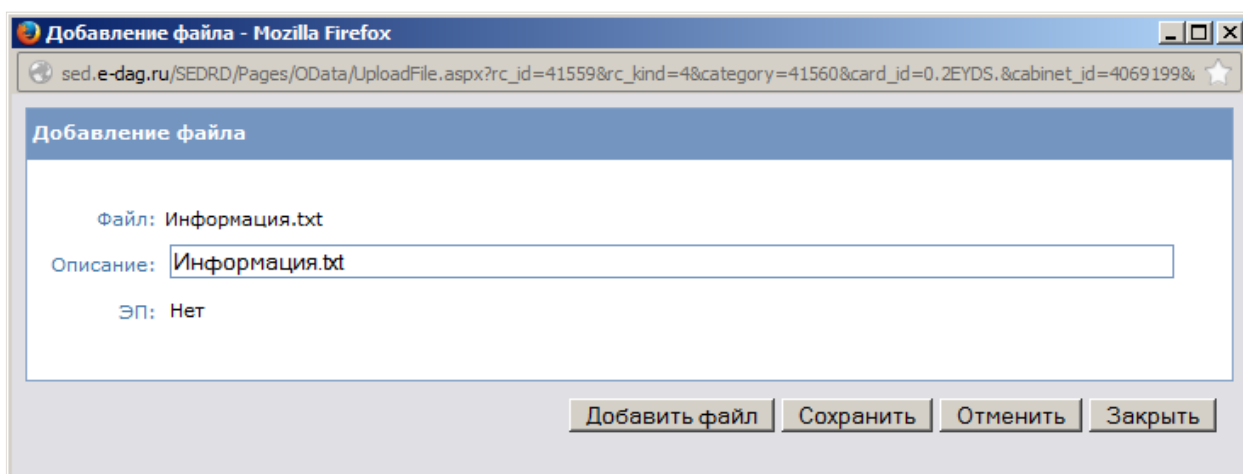 Добавление файла - Mozilla Firefox
sed.e-dag.ru/SEDRD/Pages/OData/UploadFile.aspx?rc_id=41559&rc_kind=4&category=41560&card_id=0.2EYDS.&cabinet_id=4069199&
Добавление файла
Файл: Информация.txt
Описание: Информация.txt
ЭП: Нет
Добавить файл Сохранить Отменить Закрыть